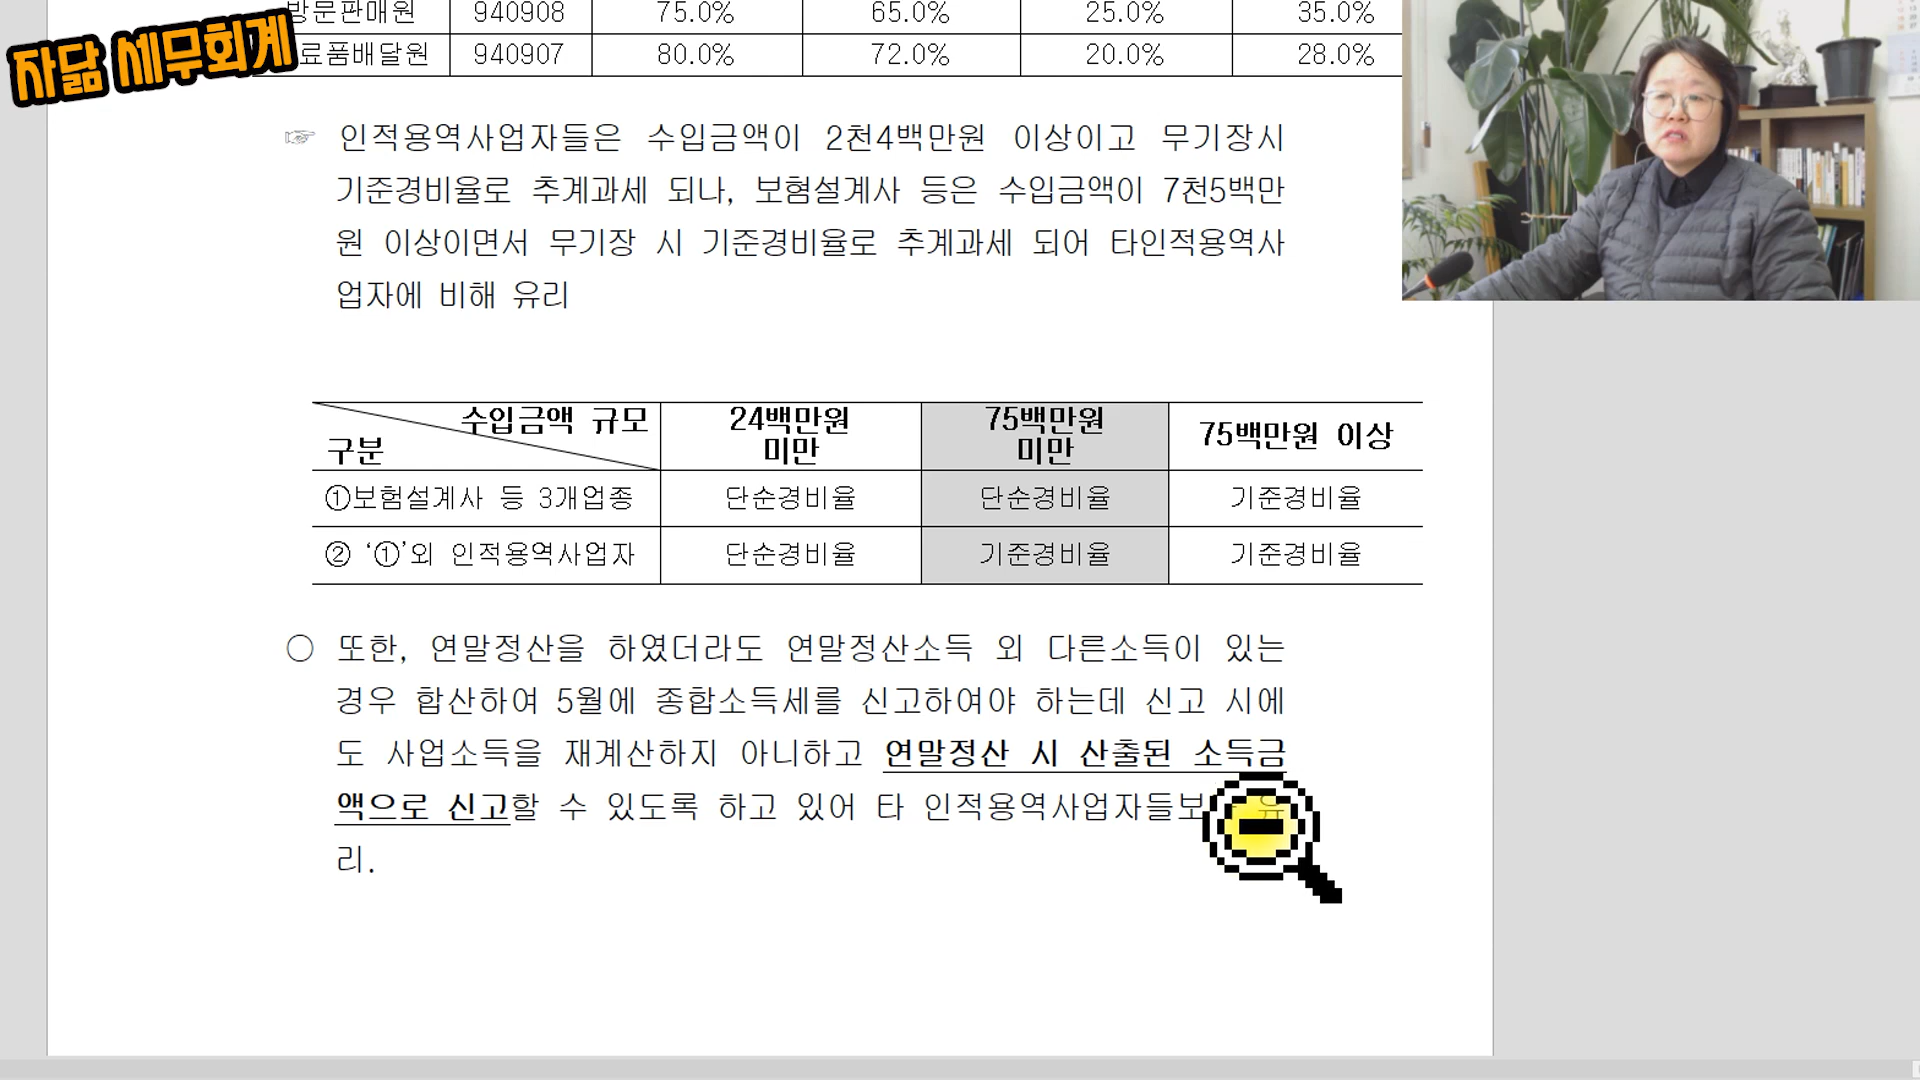 자닮 세무회계
방문판매원 940908 75.0% 65.0% 25.0% 35.0%
료품배달원 940907 80.0% 72.0% 20.0% 28.0%
☞ 인적용역사업자들은 수입금액이 2천4백만원 이상이고 무기장시
기준경비율로 추계과세 되나, 보험설계사 등은 수입금액이 7천5백만
원 이상이면서 무기장 시 기준경비율로 추계과세 되어 타인적용역사
업자에 비해 유리
수입금액 규모
구분
24백만원
미만
75백만원
미만
75백만원 이상
①보험설계사 등 3개업종 단순경비율 단순경비율 기준경비율
② ‘①’외 인적용역사업자 단순경비율 기준경비율 기준경비율
○ 또한, 연말정산을 하였더라도 연말정산소득 외 다른소득이 있는
경우 합산하여 5월에 종합소득세를 신고하여야 하는데 신고 시에
도 사업소득을 재계산하지 아니하고 연말정산 시 산출된 소득금
액으로 신고할 수 있도록 하고 있어 타 인적용역사업자들보
리.